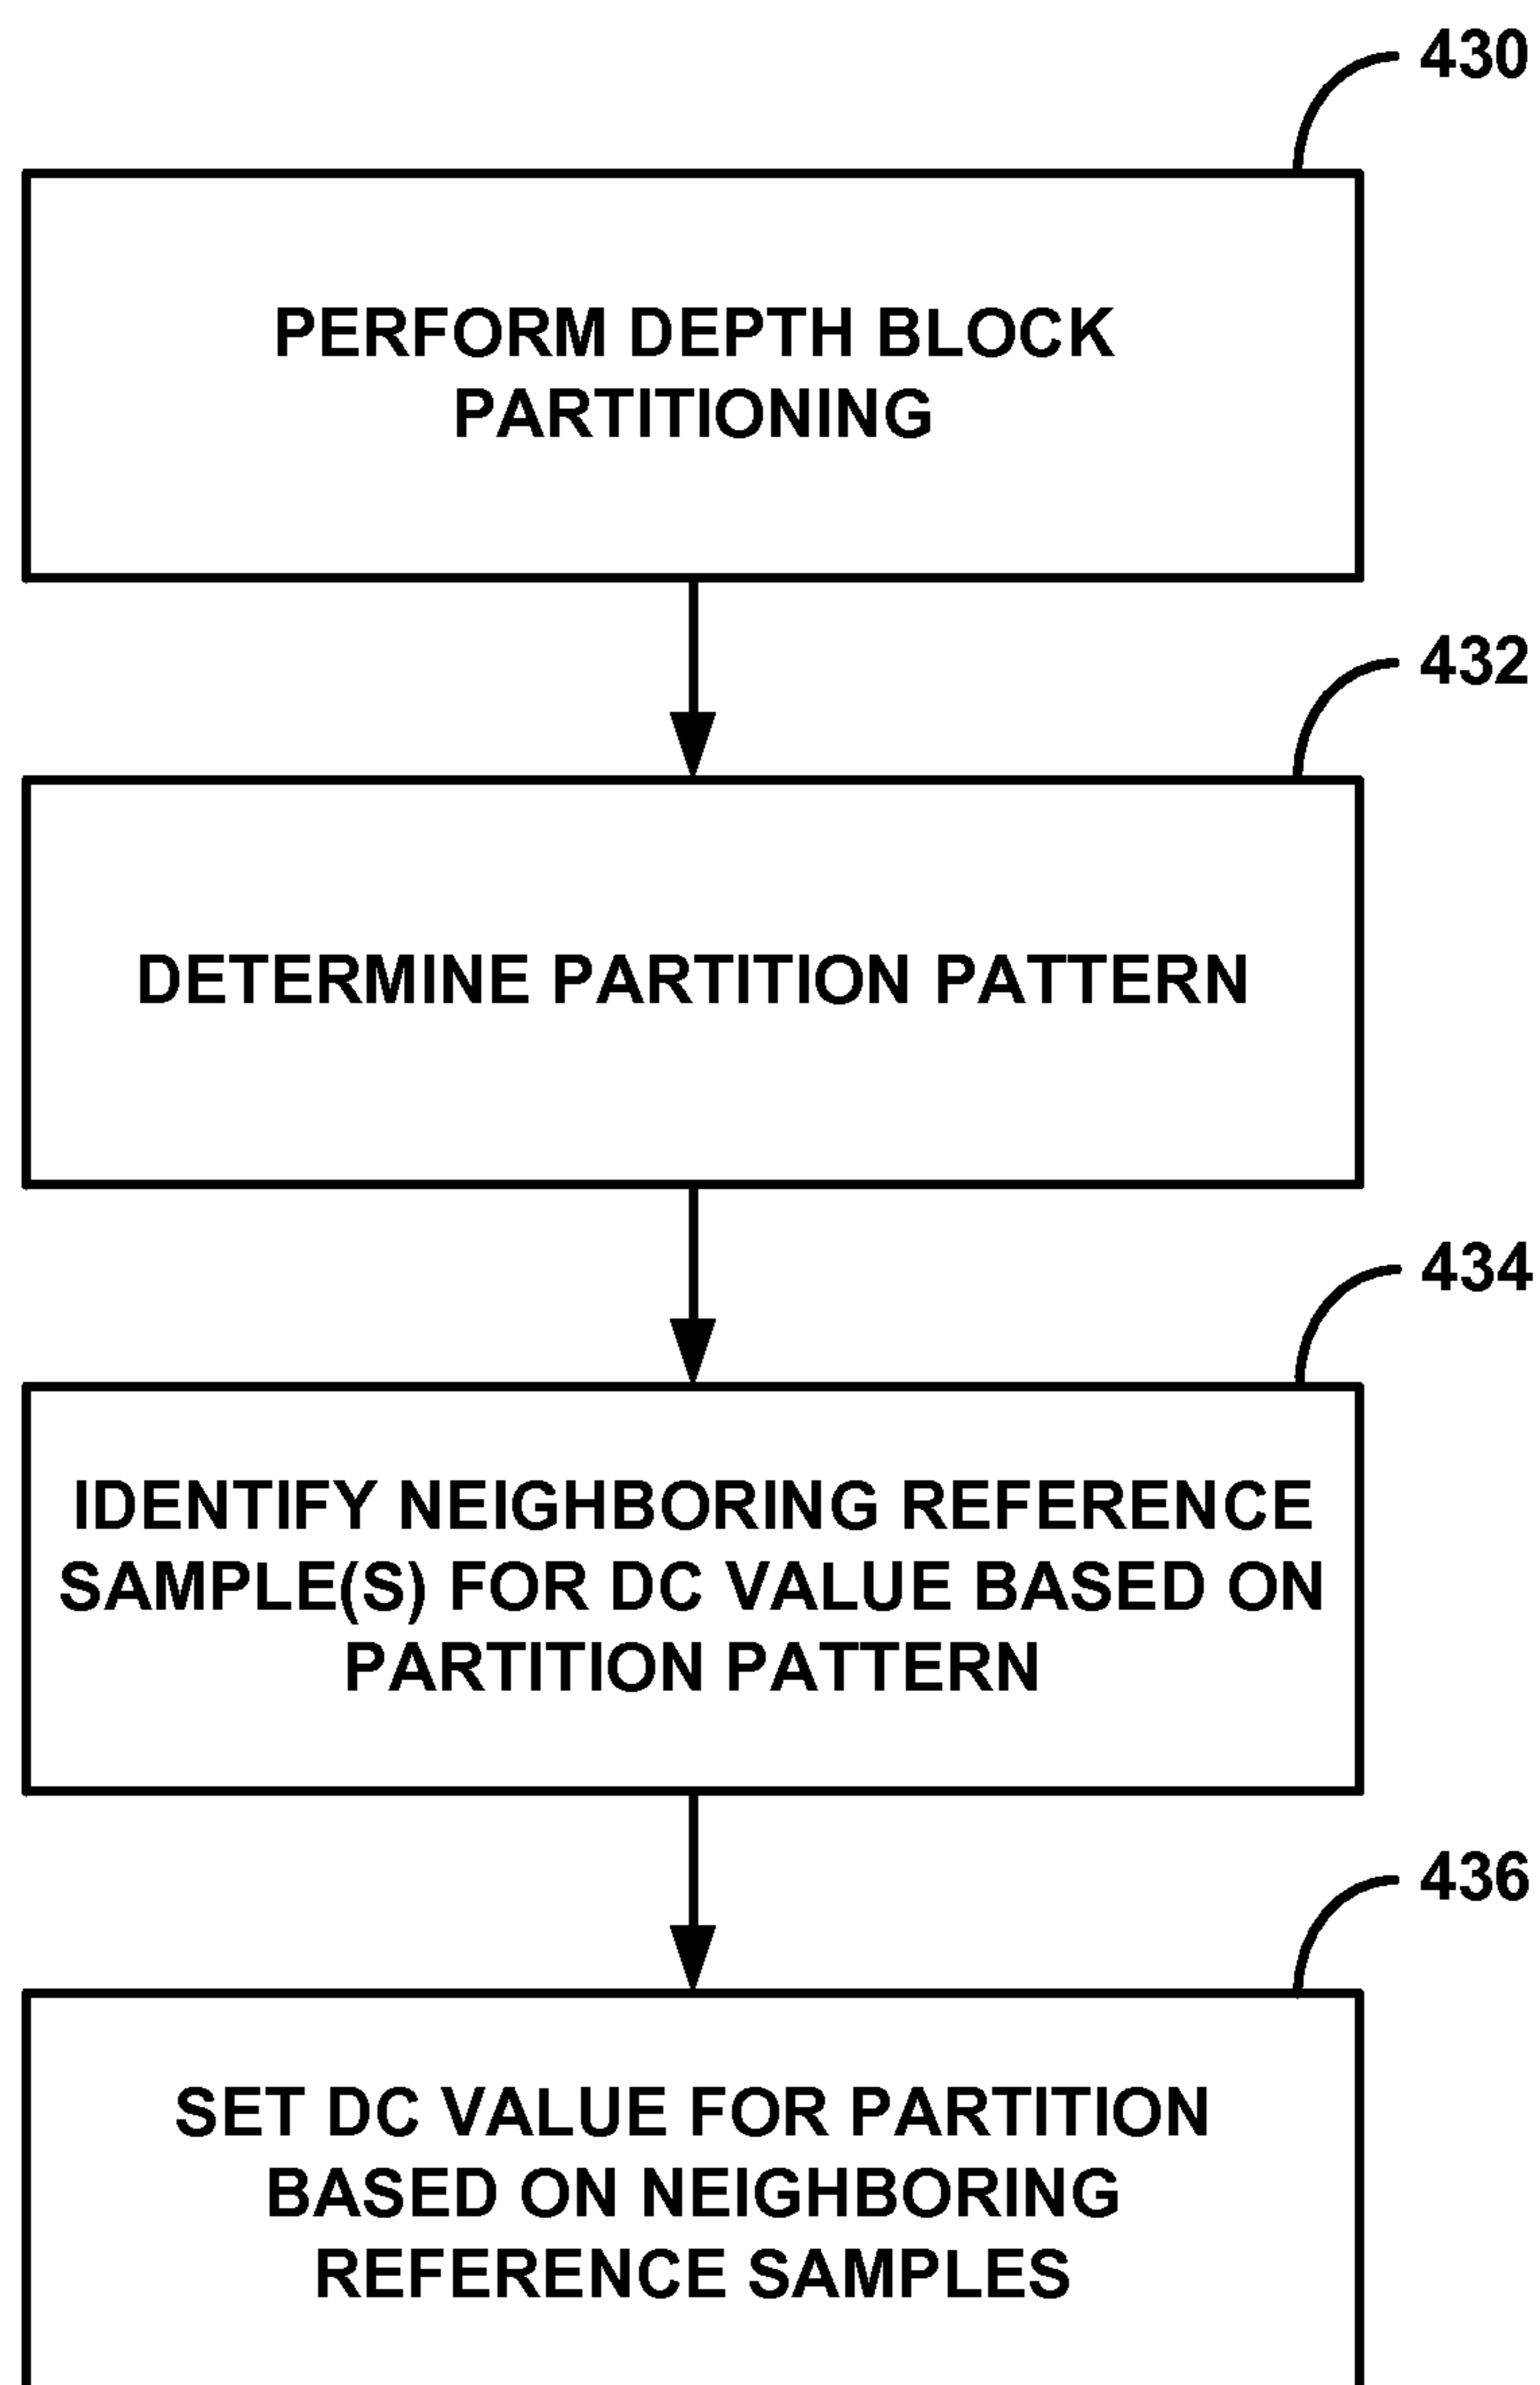 430
PERFORM DEPTH BLOCK
PARTITIONING
432
DETERMINE PARTITION PATTERN
434
IDENTIFY NEIGHBORING REFERENCE
SAMPLE(S) FOR DC VALUE BASED ON
PARTITION PATTERN
436
SET DC VALUE FOR PARTITION
BASED ON NEIGHBORING
REFERENCE SAMPLES